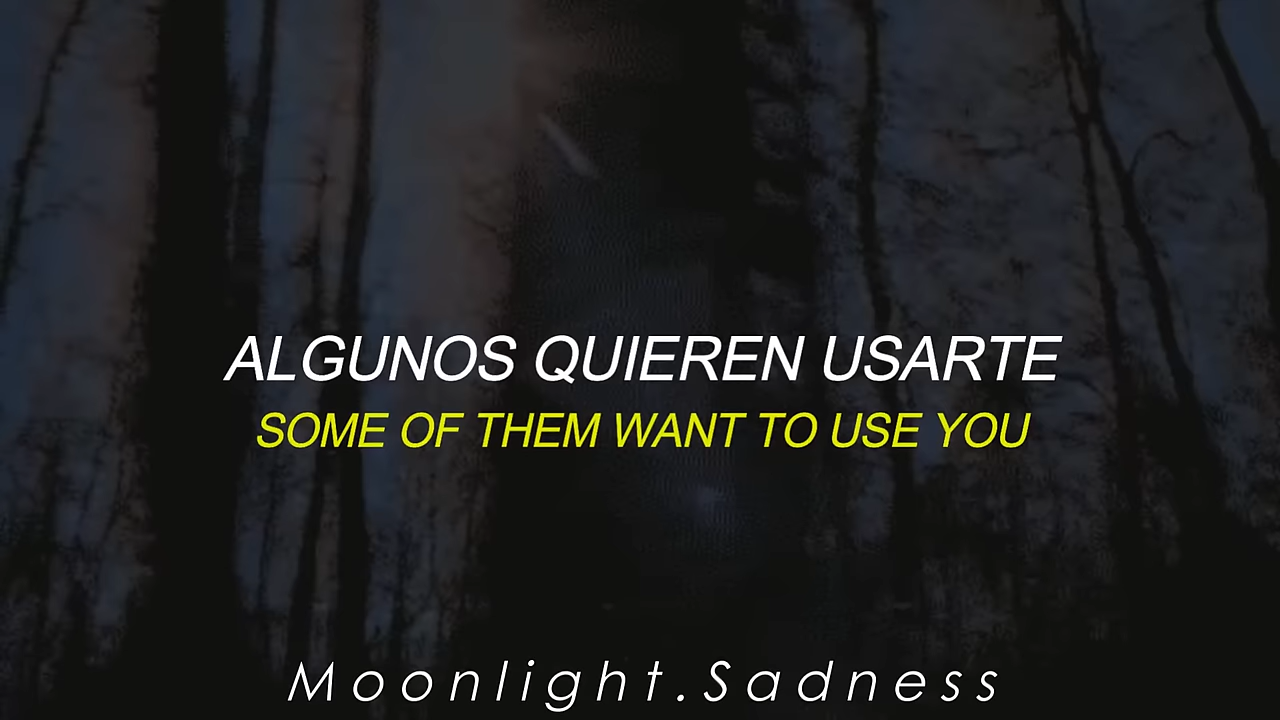 ALGUNOS QUIEREN USARTE
SOME OF THEM WANT TO USE YOU
Moonlight.Sadness